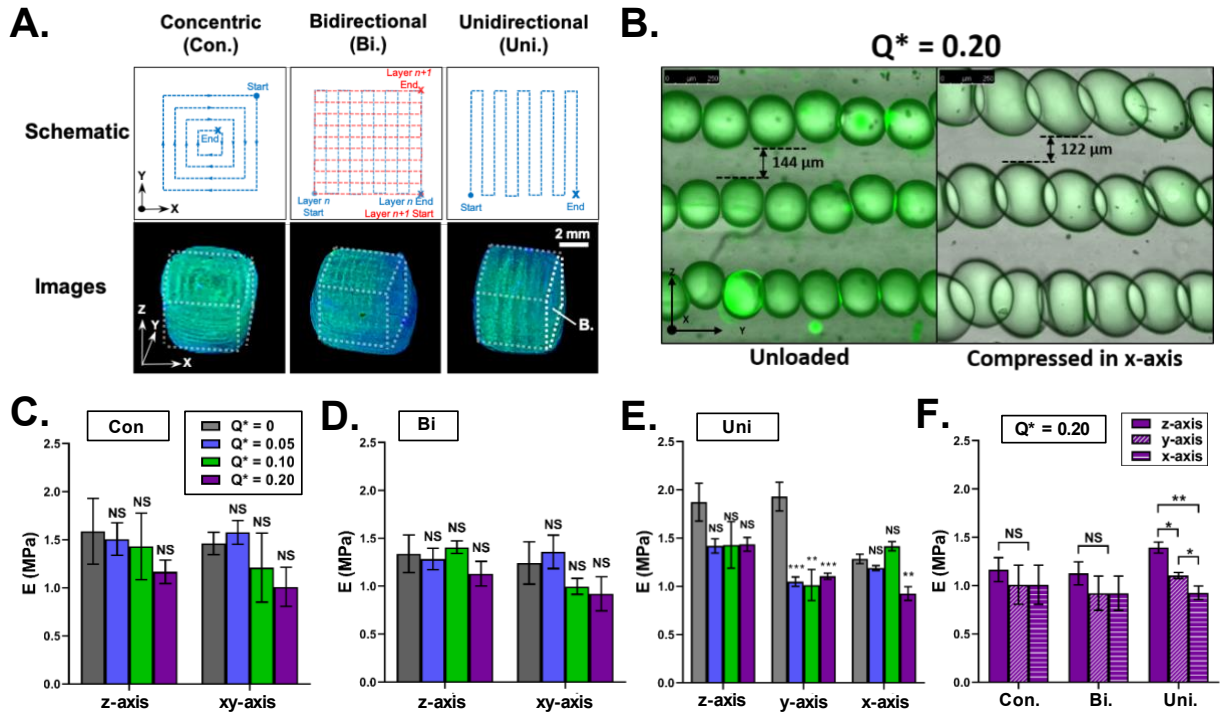 A.
Concentric
(Con.)
Bidirectional
(Bi.)
Unidirectional
(Uni.)
Schematic
Start
End
Y
X
Layer n+1
End
Layer n
Start
Layer n End
Layer n+1 Start
Start
End
Images
Z
Y
X
2 mm
B.
B.
Q* = 0.20
0 µm 250
144 µm
Z
X
Y
Unloaded
0 µm 250
122 µm
Compressed in x-axis
C.
Con
Q* = 0
Q* = 0.05
Q* = 0.10
Q* = 0.20
E (MPa)
2.5
2.0
1.5
1.0
0.5
0.0
NS
NS
NS
NS
NS
NS
z-axis
xy-axis
D.
Bi
E (MPa)
2.5
2.0
1.5
1.0
0.5
0.0
NS
NS
NS
NS
NS
NS
z-axis
xy-axis
E.
Uni
E (MPa)
2.5
2.0
1.5
1.0
0.5
0.0
NS
NS
NS
***
**
***
NS
NS
**
z-axis
y-axis
x-axis
F.
Q* = 0.20
z-axis
y-axis
x-axis
E (MPa)
2.5
2.0
1.5
1.0
0.5
0.0
NS
NS
**
*
*
Con.
Bi.
Uni.